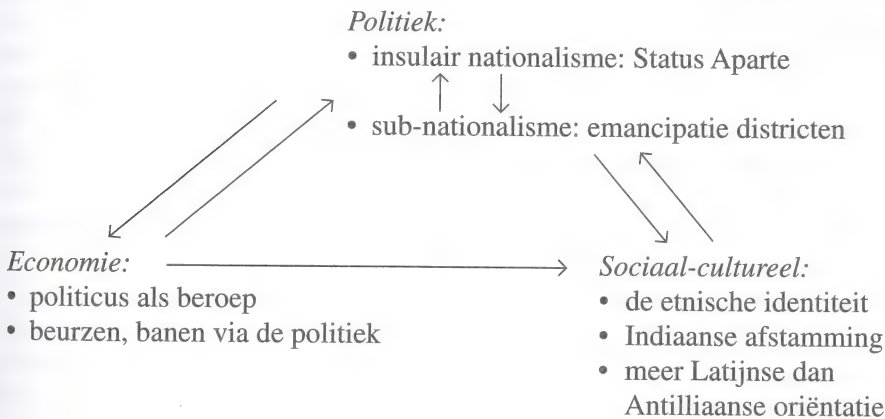 Politiek:
• insulair nationalisme: Status Aparte
• sub-nationalisme: emancipatie districten
Economie:
• politicus als beroep
• beurzen, banen via de politiek
Sociaal-cultureel:
• de etnische identiteit
• Indiaanse afstamming
• meer Latijnse dan
Antilliaanse oriëntatie